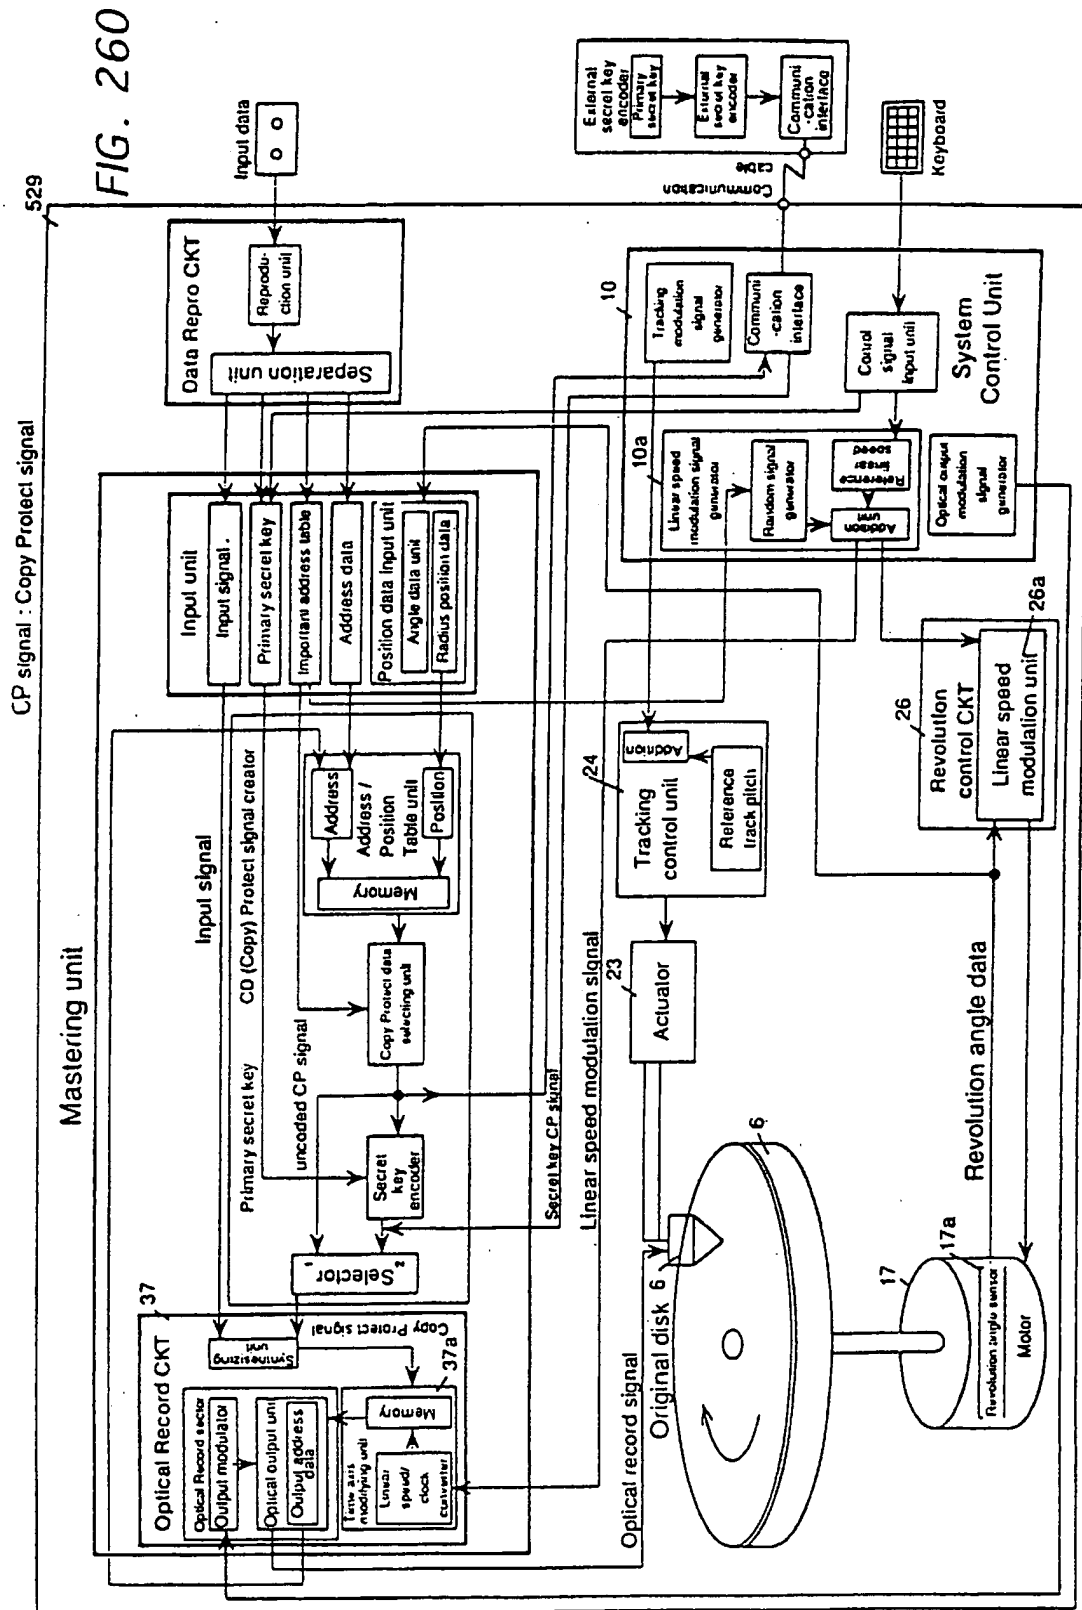 FIG. 260
CP signal : Copy Protect signal
529
Input data
Data Repro CKT
Reprodu-
ction unit
Separation unit
External
secret key
encoder
Primary
secret key
External
secret key
encoder
Communi
-cation
interface
Communication
cable
Keyboard
Mastering unit
Input unit
Input signal .
Primary secret key
Important address table
Address data
Position data Input unit
Angle data unit
Radius position data
Input signal
Primary secret key
CD (Copy) Protect signal creator
Address
Address /
Position
Table unit
Position
Memory
Copy Protect data
selecting unit
uncoded CP signal
Secret
key
encoder
Selector
1
2
Secret key CP signal
Linear speed modulation signal
37
Optical Record CKT
Synthesizing
unit
Copy Protect signal
Optical Record sector
Output modulator
Optical output unit
Output address
data
Time axis
modifying unit
37a
Memory
Linear
speed/
clock
converter
10
System
Control Unit
Tracking
modulation
signal
generator
Communi
-cation
interface
Control
signal
Input unit
10a
Linear speed
modulation signal
generator
Random signal
generator
Reference
linear
speed
Addition
unit
Optical output
modulation
signal
generator
24
Tracking
control unit
Addition
Reference
track pitch
23
Actuator
26
Revolution
control CKT
Linear speed
modulation unit
26a
Optical record signal
Original disk 6
6
Revolution angle data
17
17a
Revolution angle sensor
Motor